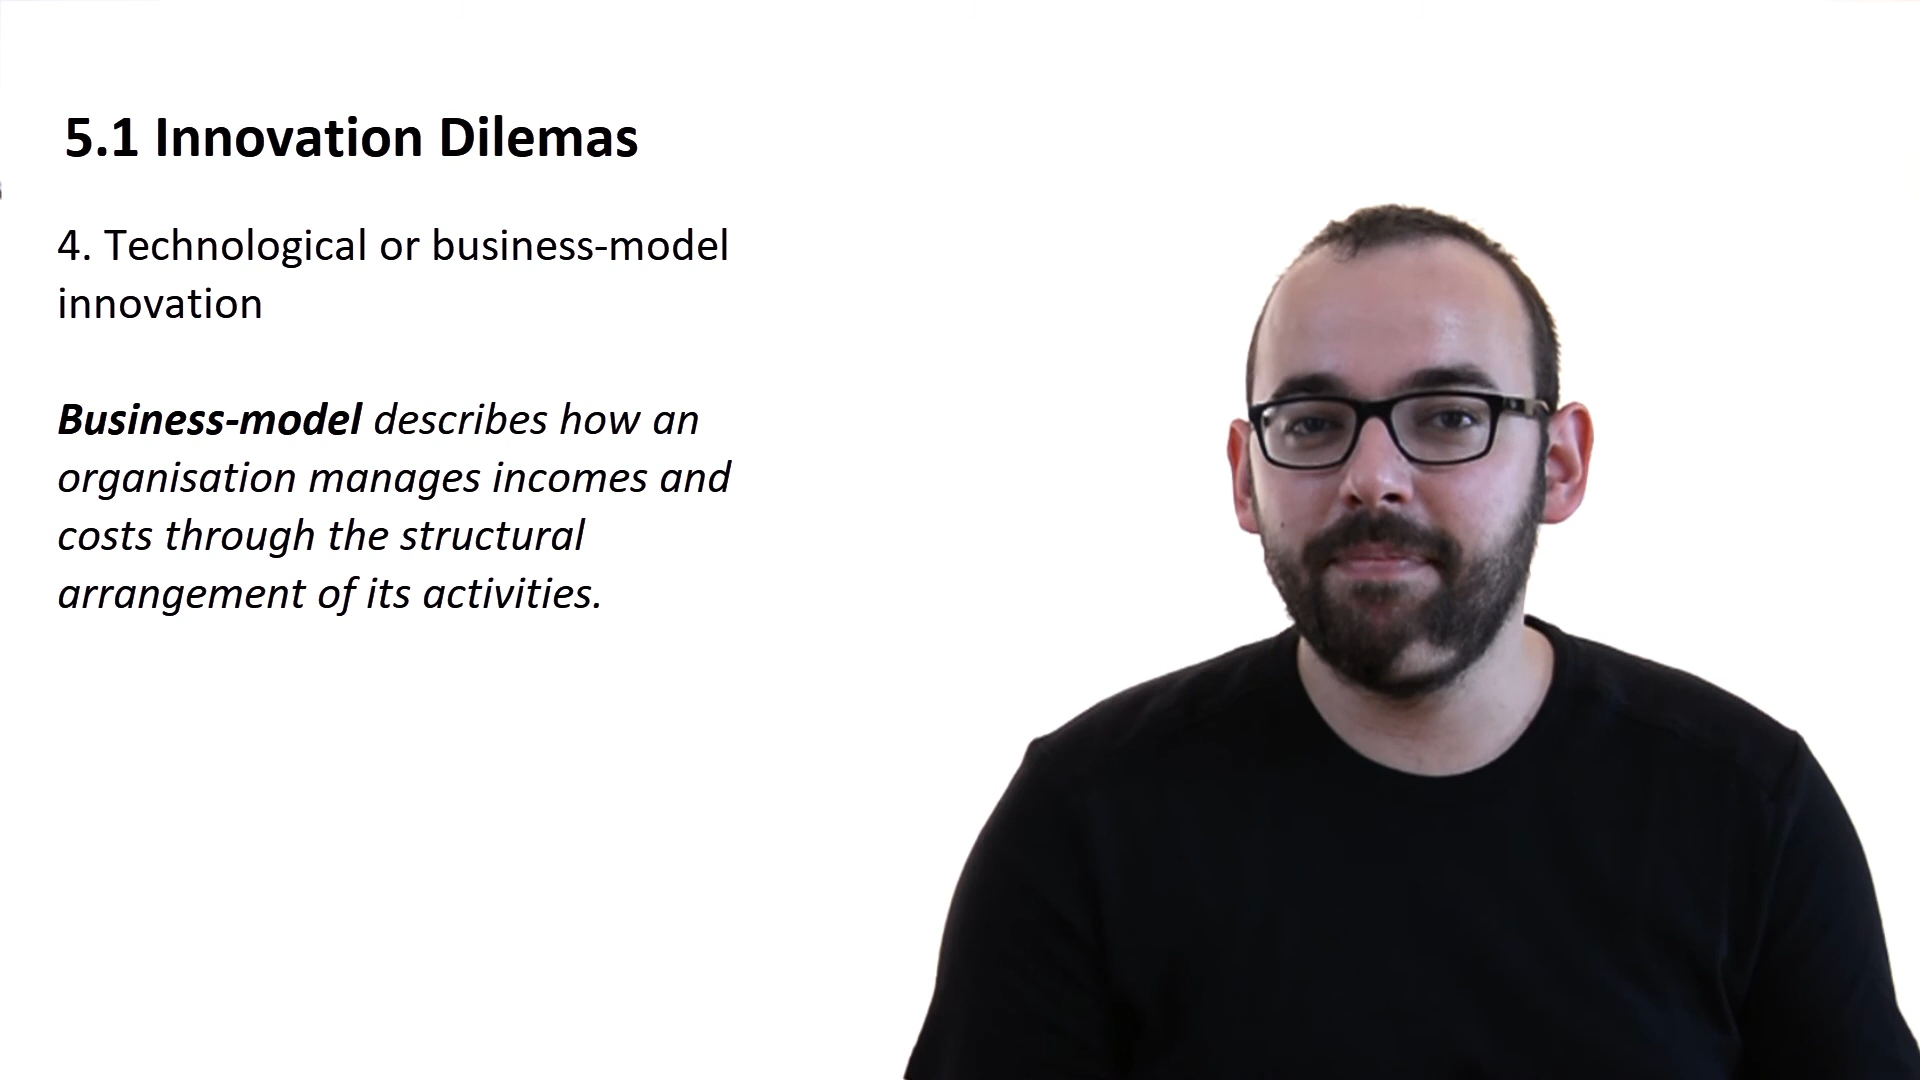 5.1 Innovation Dilemas
4. Technological or business-model
innovation
Business-model describes how an
organisation manages incomes and
costs through the structural
arrangement of its activities.